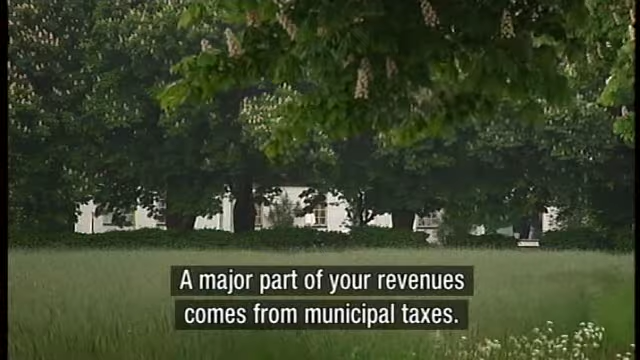 A major part of your revenues
comes from municipal taxes.